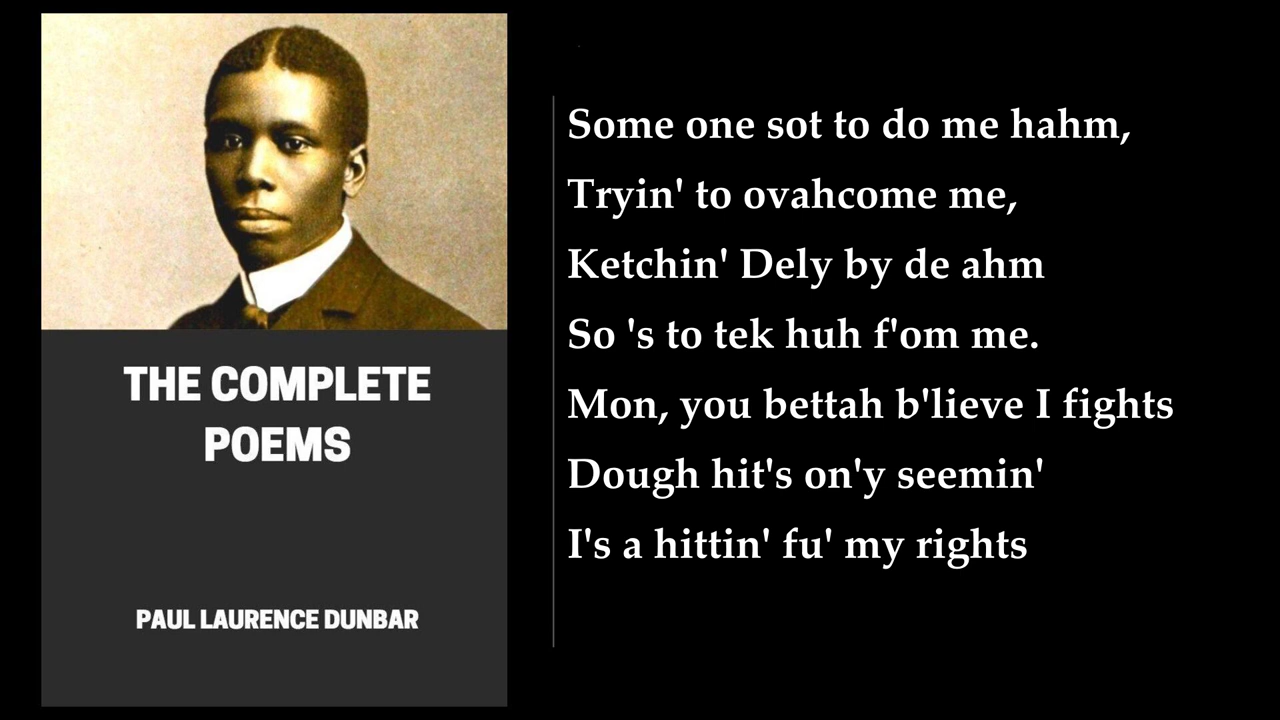 THE COMPLETE
POEMS
PAUL LAURENCE DUNBAR
Some one sot to do me hahm,
Tryin' to ovahcome me,
Ketchin' Dely by de ahm
So 's to tek huh f'om me.
Mon, you bettah b'lieve I fights
Dough hit's on'y seemin'
I's a hittin' fu' my rights